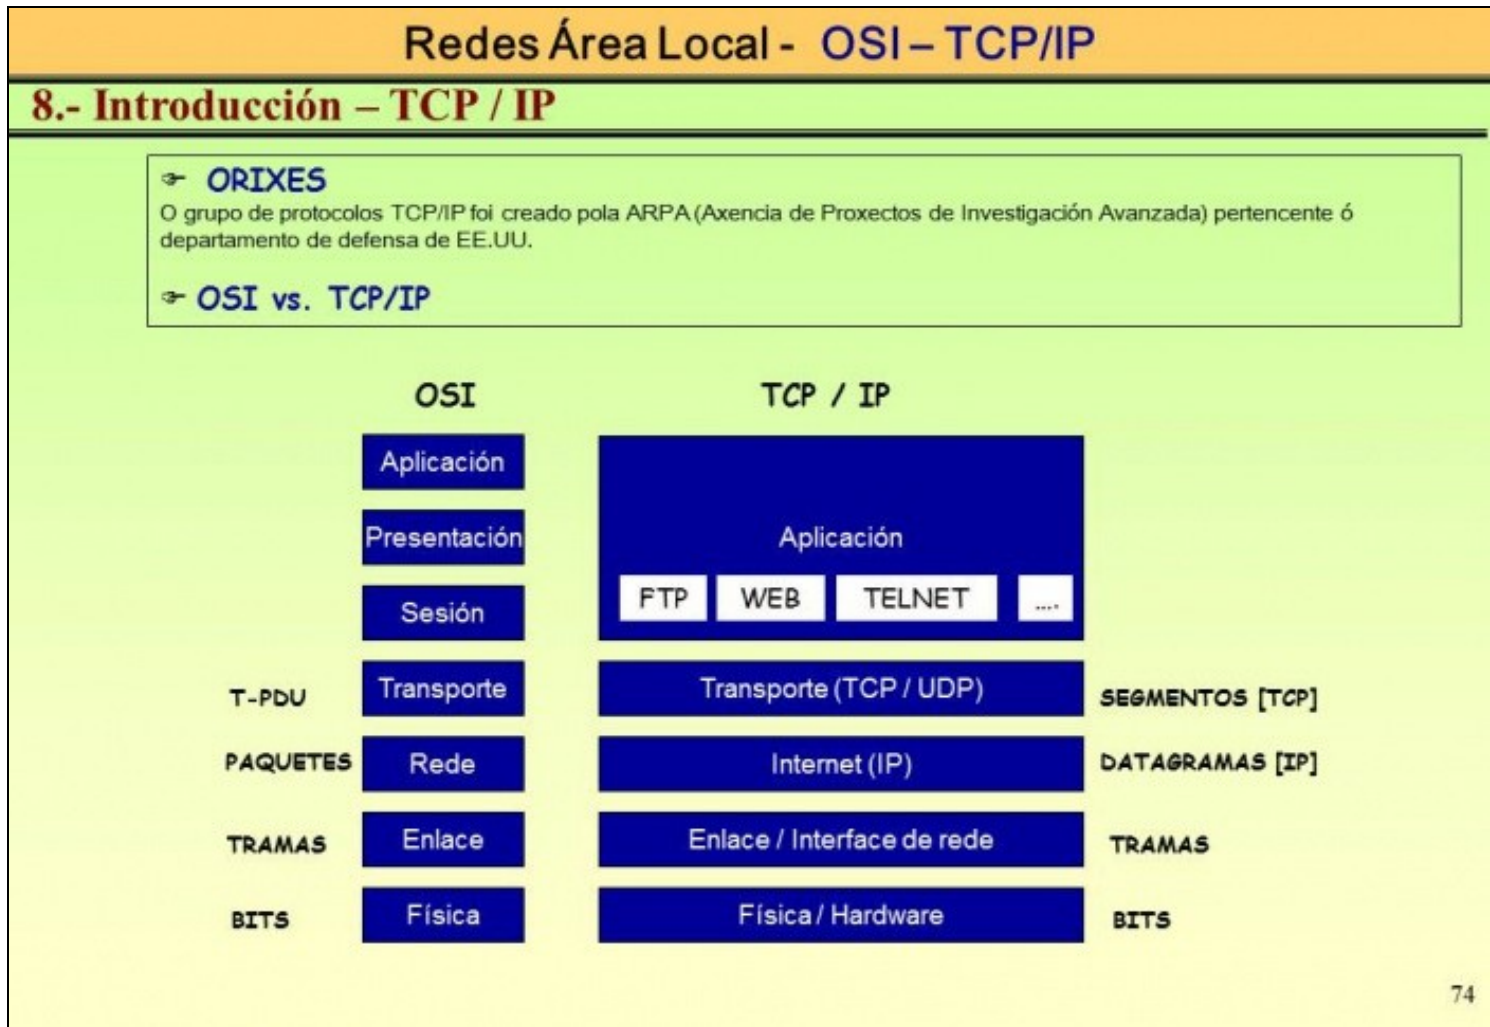 Redes Área Local - OSI – TCP/IP
8.- Introducción – TCP / IP
☞ ORIXES
O grupo de protocolos TCP/IP foi creado pola ARPA (Axencia de Proxectos de Investigación Avanzada) pertencente ó
departamento de defensa de EE.UU.
☞ OSI vs. TCP/IP
OSI
TCP / IP
Aplicación
Presentación
Sesión
Aplicación
FTP WEB TELNET ....
T-PDU Transporte Transporte (TCP / UDP) SEGMENTOS [TCP]
PAQUETES Rede Internet (IP) DATAGRAMAS [IP]
TRAMAS Enlace Enlace / Interface de rede TRAMAS
BITS Física Física / Hardware BITS
74